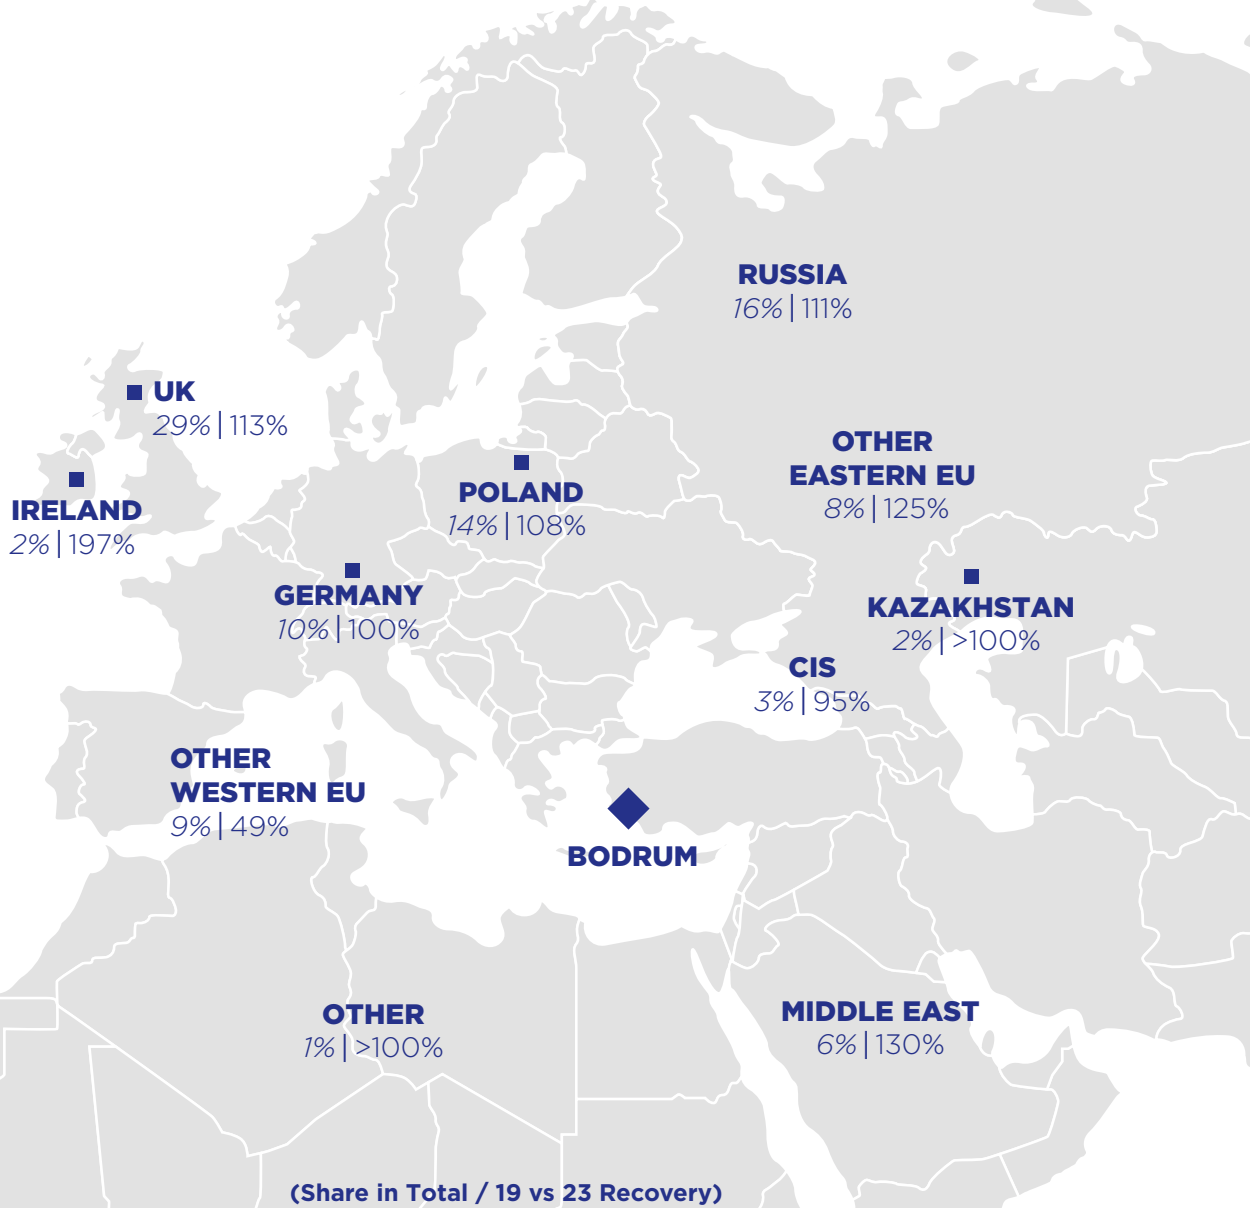 RUSSIA
16% | 111%
UK
29% | 113%
OTHER
EASTERN EU
8% | 125%
POLAND
14% | 108%
IRELAND
2% | 197%
GERMANY
10% | 100%
KAZAKHSTAN
2% | >100%
CIS
3% | 95%
OTHER
WESTERN EU
9% | 49%
BODRUM
OTHER
1% | >100%
MIDDLE EAST
6% | 130%
(Share in Total / 19 vs 23 Recovery)